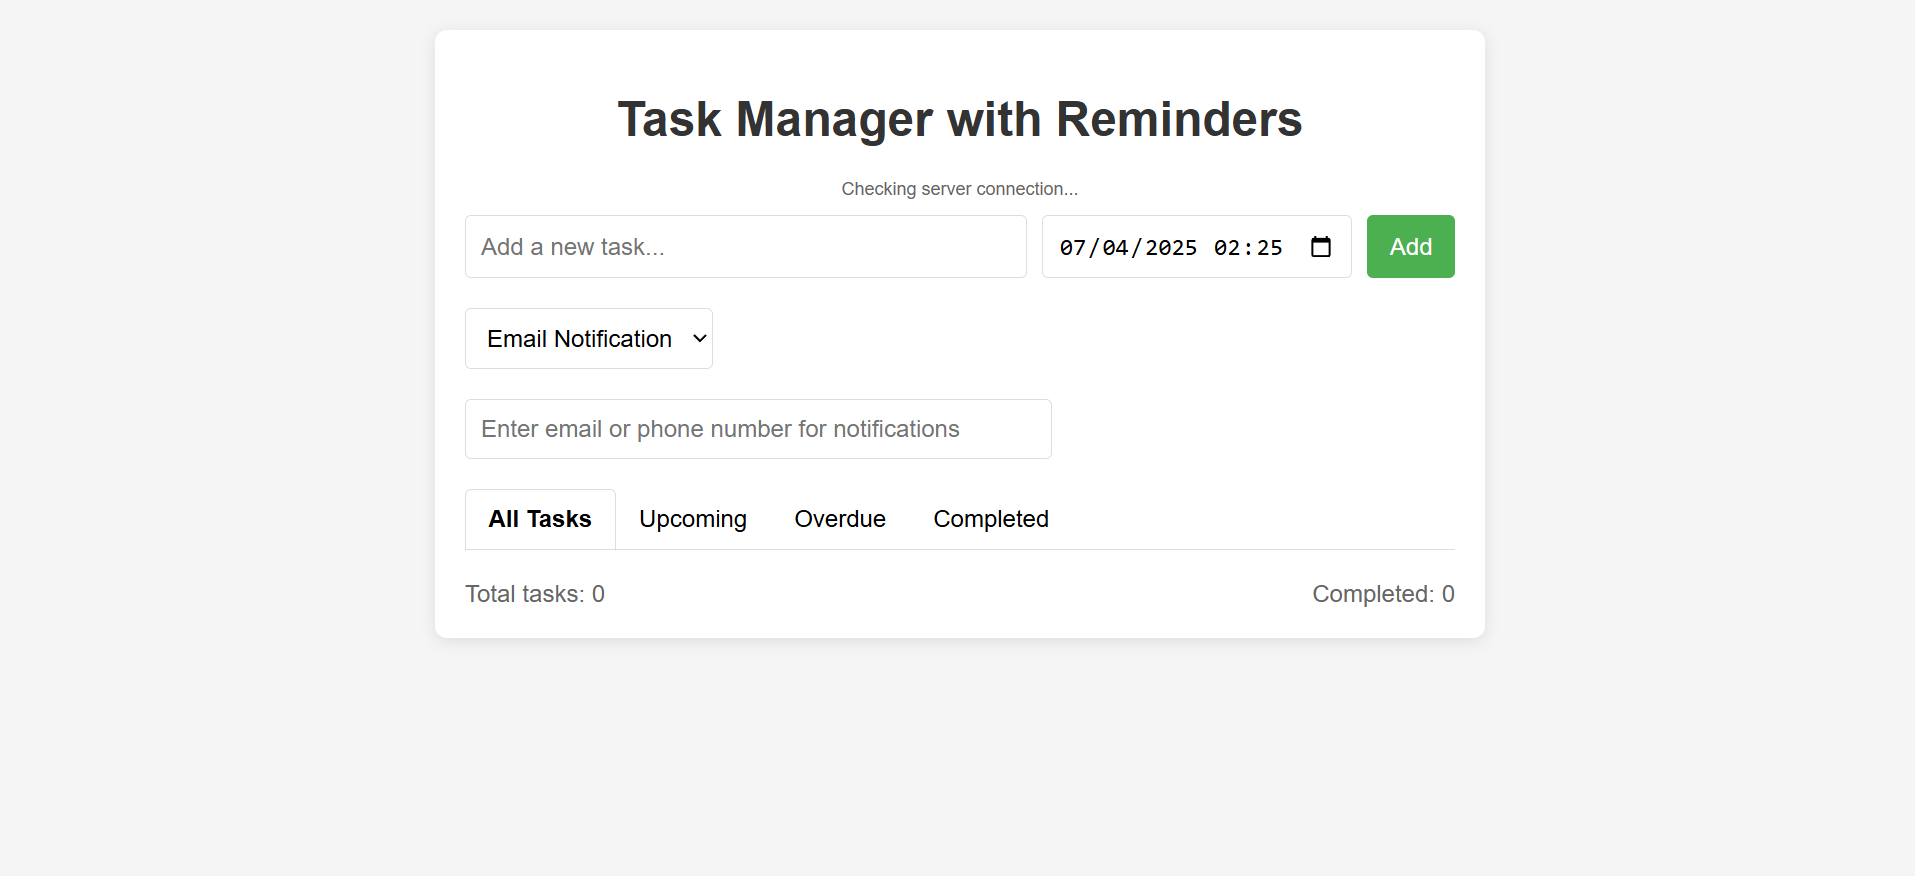 Task Manager with Reminders
Checking server connection...
Add a new task... 07/04/2025 02:25 Add
Email Notification
Enter email or phone number for notifications
All Tasks Upcoming Overdue Completed
Total tasks: 0 Completed: 0